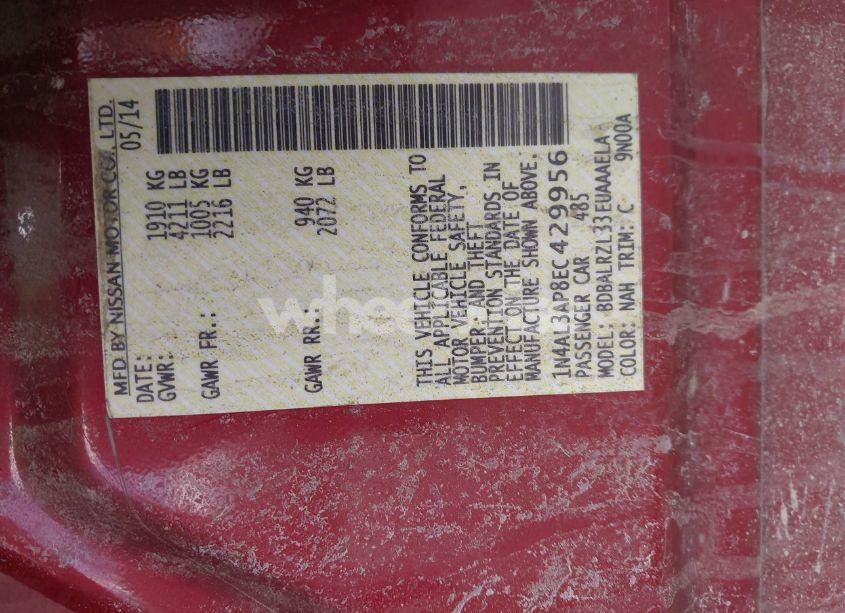 MFD BY NISSAN MOTOR CO., LTD.
DATE: 05/14
GVWR: 1910 KG
4211 LB
GAWR FR.: 1005 KG
2216 LB
GAWR RR.: 940 KG
2072 LB
THIS VEHICLE CONFORMS TO
ALL APPLICABLE FEDERAL
MOTOR VEHICLE SAFETY,
BUMPER, AND THEFT
PREVENTION STANDARDS IN
EFFECT ON THE DATE OF
MANUFACTURE SHOWN ABOVE.
1N4AL3AP8EC429956
PASSENGER CAR 485
MODEL: BDBALRZL33EUAAAELA
COLOR: NAH TRIM: C 9N00A